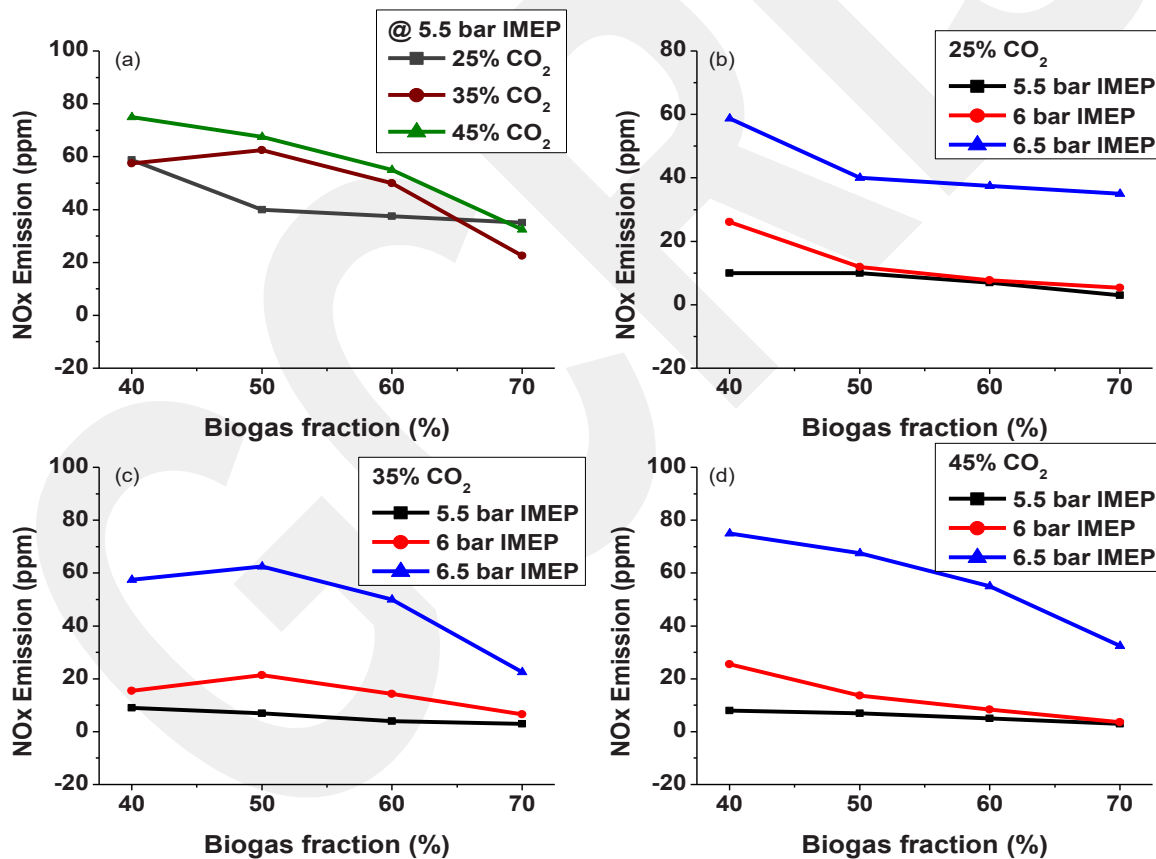 (a)
@ 5.5 bar IMEP
25% CO2
35% CO2
45% CO2
100
80
60
40
20
0
-20
NOx Emission (ppm)
40 50 60 70
Biogas fraction (%)
(b)
25% CO2
5.5 bar IMEP
6 bar IMEP
6.5 bar IMEP
80
60
40
20
0
-20
NOx Emission (ppm)
40 50 60 70
Biogas fraction (%)
(c)
35% CO2
5.5 bar IMEP
6 bar IMEP
6.5 bar IMEP
100
80
60
40
20
0
-20
NOx Emission (ppm)
40 50 60 70
Biogas fraction (%)
(d)
45% CO2
5.5 bar IMEP
6 bar IMEP
6.5 bar IMEP
100
80
60
40
20
0
-20
NOx Emission (ppm)
40 50 60 70
Biogas fraction (%)